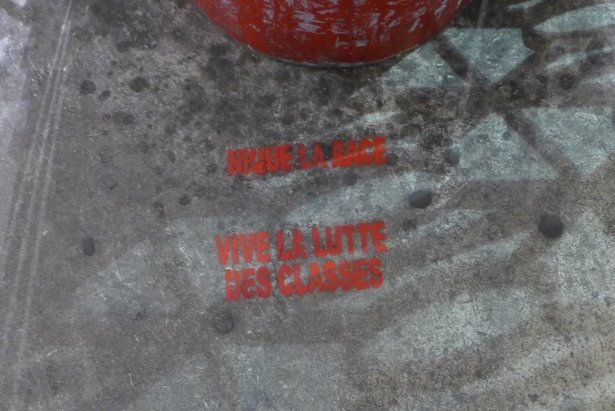 NIQUE LA RACE
VIVE LA LUTTE
DES CLASSES